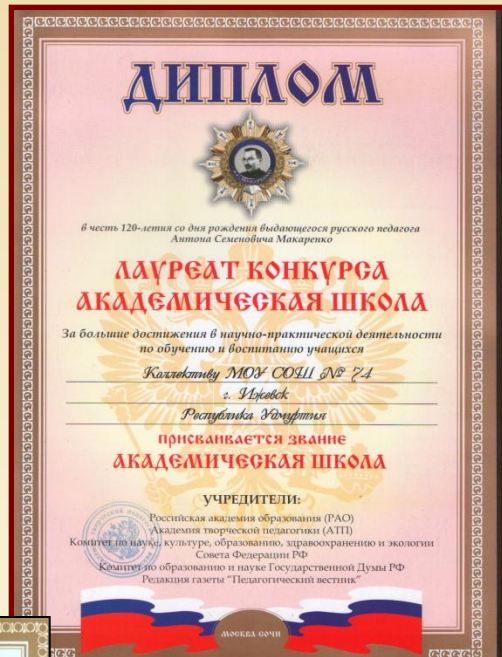 ДИПЛОМ
в честь 120-летия со дня рождения выдающегося русского педагога
Антона Семеновича Макаренко
ЛАУРЕАТ КОНКУРСА
АКАДЕМИЧЕСКАЯ ШКОЛА
За большие достижения в научно-практической деятельности
по обучению и воспитанию учащихся
Коллективу МОУ СОШ № 74
г. Ижевск
Республика Удмуртия
ПРИСВАИВАЕТСЯ ЗВАНИЕ
АКАДЕМИЧЕСКАЯ ШКОЛА
УЧРЕДИТЕЛИ:
Российская академия образования (РАО)
Академия творческой педагогики (АТП)
Комитет по науке, культуре, образованию, здравоохранению и экологии
Совета Федерации РФ
Комитет по образованию и науке Государственной Думы РФ
Редакция газеты "Педагогический вестник"
МОСКВА СОЧИ